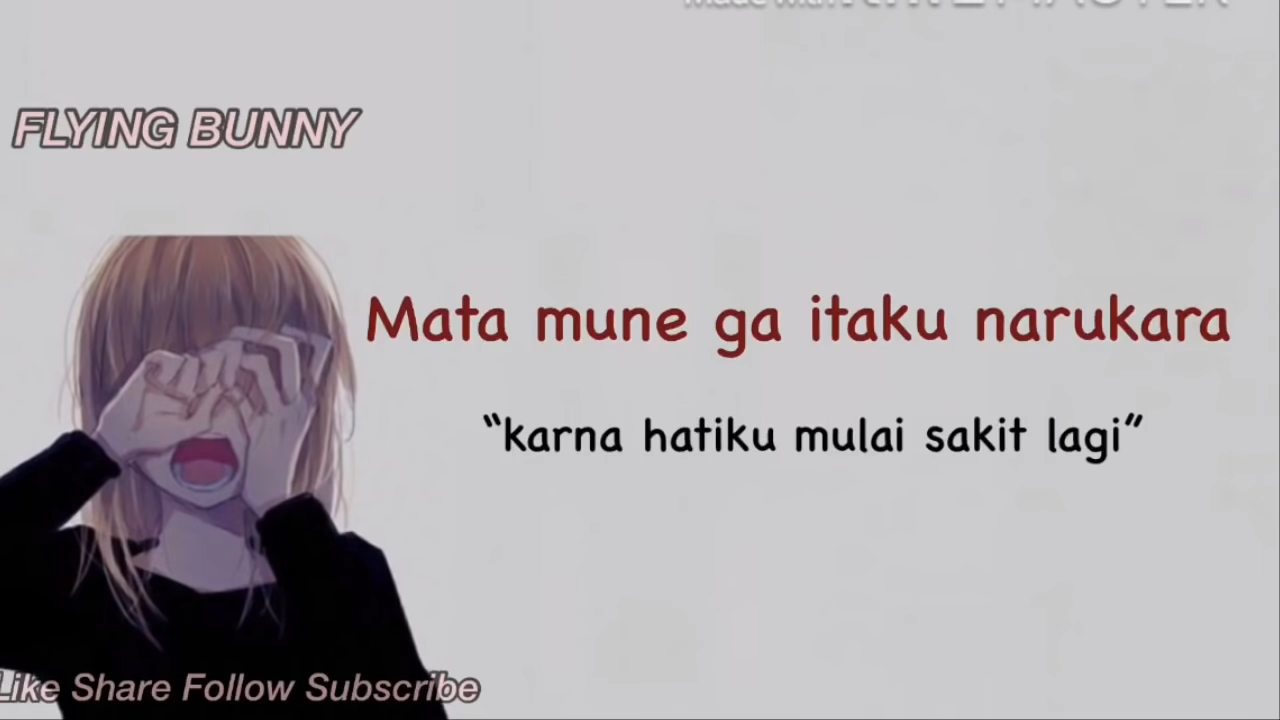 FLYING BUNNY
Mata mune ga itaku narukara
“karna hatiku mulai sakit lagi”
Like Share Follow Subscribe